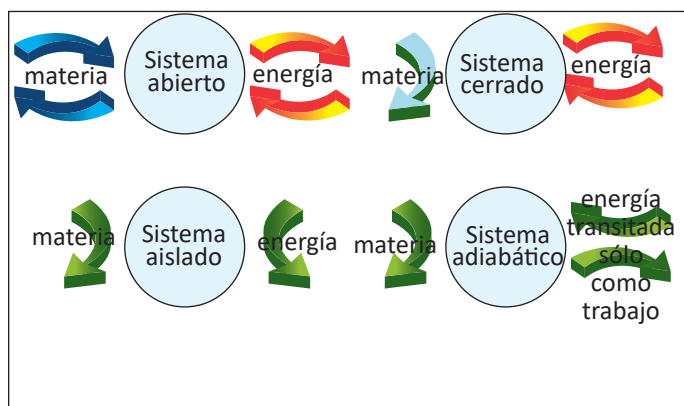 materia
Sistema
abierto
energía
materia
Sistema
cerrado
energía
materia
Sistema
aislado
energía
materia
Sistema
adiabático
energía
transitada
sólo
como
trabajo